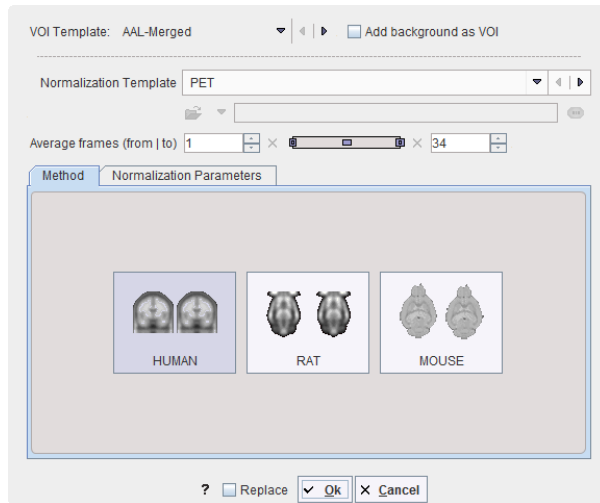 VOI Template: AAL-Merged Add background as VOI
Normalization Template PET
Average frames (from | to) 1 34
Method Normalization Parameters
HUMAN RAT MOUSE
? Replace Ok Cancel